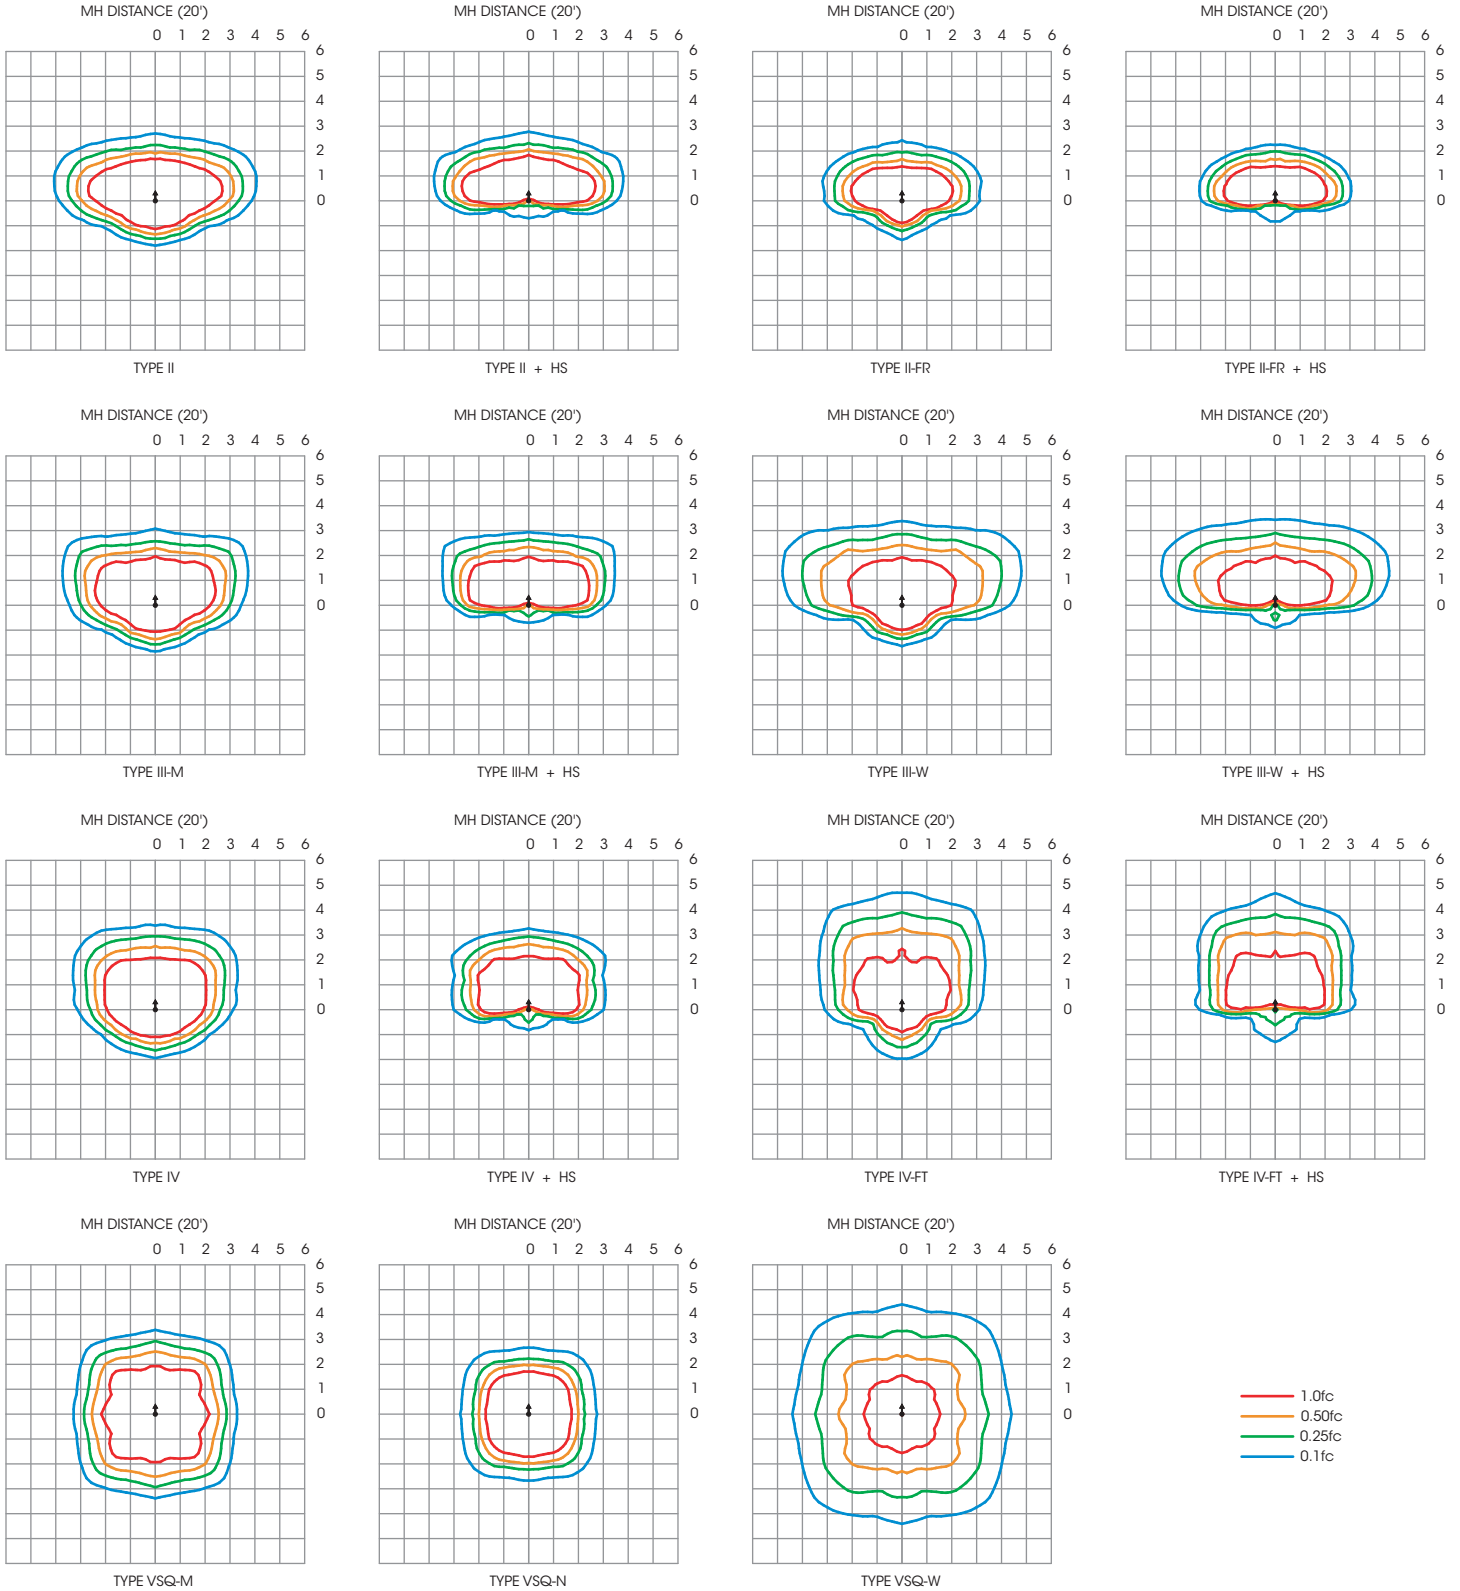 MH DISTANCE (20') MH DISTANCE (20') MH DISTANCE (20') MH DISTANCE (20')
0 1 2 3 4 5 6 0 1 2 3 4 5 6 0 1 2 3 4 5 6 0 1 2 3 4 5 6
6 6 6 6
5 5 5 5
4 4 4 4
3 3 3 3
2 2 2 2
1 1 1 1
0 0 0 0
TYPE II TYPE II + HS TYPE II-FR TYPE II-FR + HS
MH DISTANCE (20') MH DISTANCE (20') MH DISTANCE (20') MH DISTANCE (20')
0 1 2 3 4 5 6 0 1 2 3 4 5 6 0 1 2 3 4 5 6 0 1 2 3 4 5 6
6 6 6 6
5 5 5 5
4 4 4 4
3 3 3 3
2 2 2 2
1 1 1 1
0 0 0 0
TYPE III-M TYPE III-M + HS TYPE III-W TYPE III-W + HS
MH DISTANCE (20') MH DISTANCE (20') MH DISTANCE (20') MH DISTANCE (20')
0 1 2 3 4 5 6 0 1 2 3 4 5 6 0 1 2 3 4 5 6 0 1 2 3 4 5 6
6 6 6 6
5 5 5 5
4 4 4 4
3 3 3 3
2 2 2 2
1 1 1 1
0 0 0 0
TYPE IV TYPE IV + HS TYPE IV-FT TYPE IV-FT + HS
MH DISTANCE (20') MH DISTANCE (20') MH DISTANCE (20')
0 1 2 3 4 5 6 0 1 2 3 4 5 6 0 1 2 3 4 5 6
6 6 6
5 5 5
4 4 4
3 3 3
2 2 2
1 1 1
0 0 0
TYPE VSQ-M TYPE VSQ-N TYPE VSQ-W
1.0fc
0.50fc
0.25fc
0.1fc